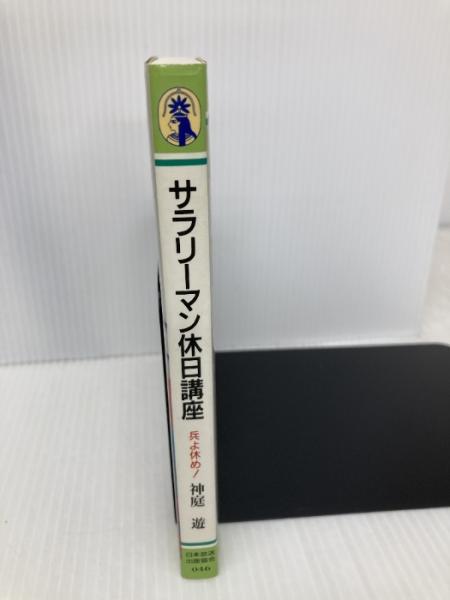 サラリーマン休日講座
兵よ休め!
神庭 遊
日本放送
出版協会
046